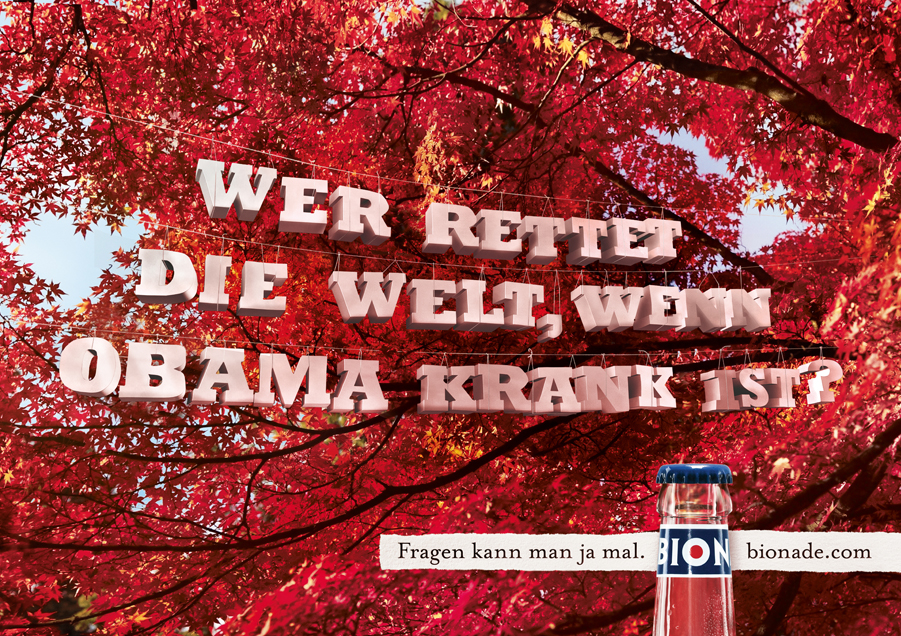 WER RETTET
DIE WELT, WENN
OBAMA KRANK IST?
Fragen kann man ja mal.
BION
bionade.com